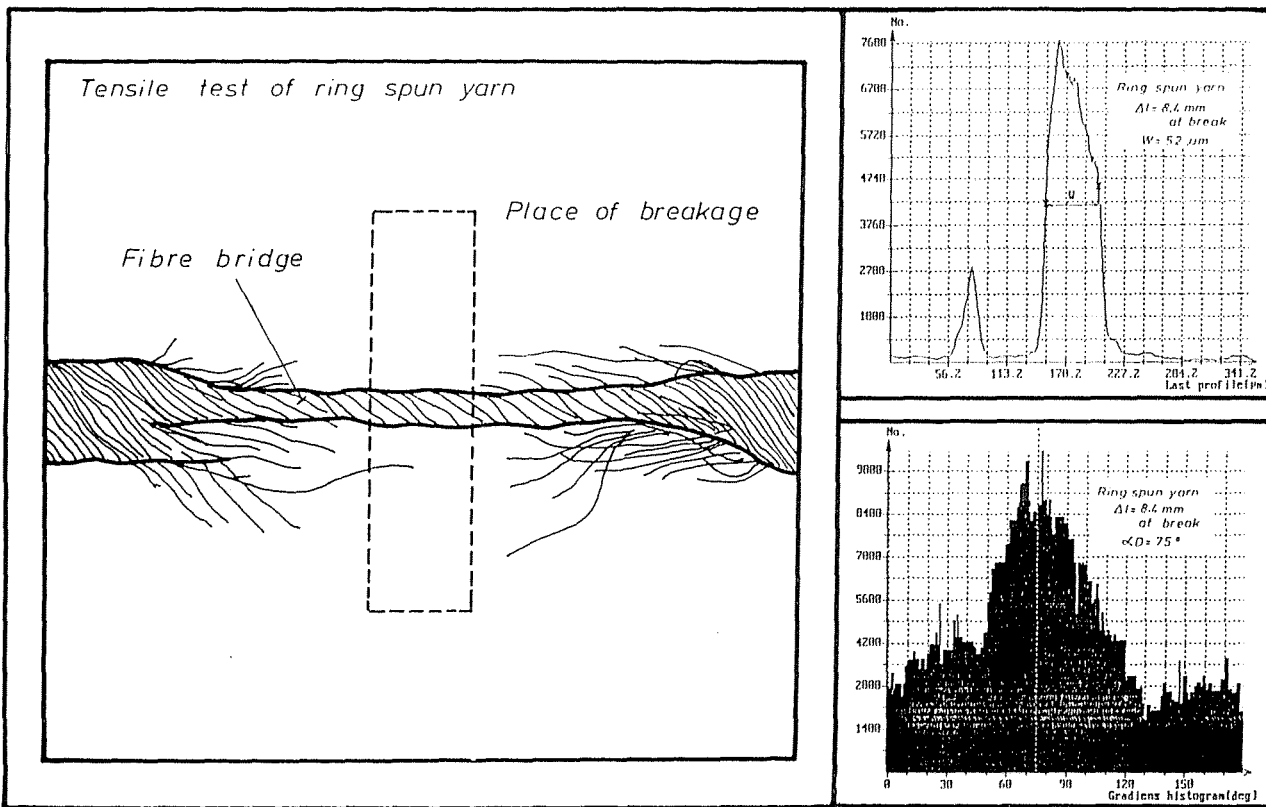 Tensile test of ring spun yarn
Place of breakage
Fibre bridge
No.
7680
6700
5720
4740
3760
2780
1800
Ring spun yarn
Δl= 8,4 mm
at break
W= 52 µm
56.2 113.2 170.2 227.2 284.2 341.2
Last profile[µm]
No.
9800
8400
7000
5600
4200
2800
1400
Ring spun yarn
Δl= 8.4 mm
at break
∝D= 75°
0 30 60 90 120 150
Gradiens histogram[deg]